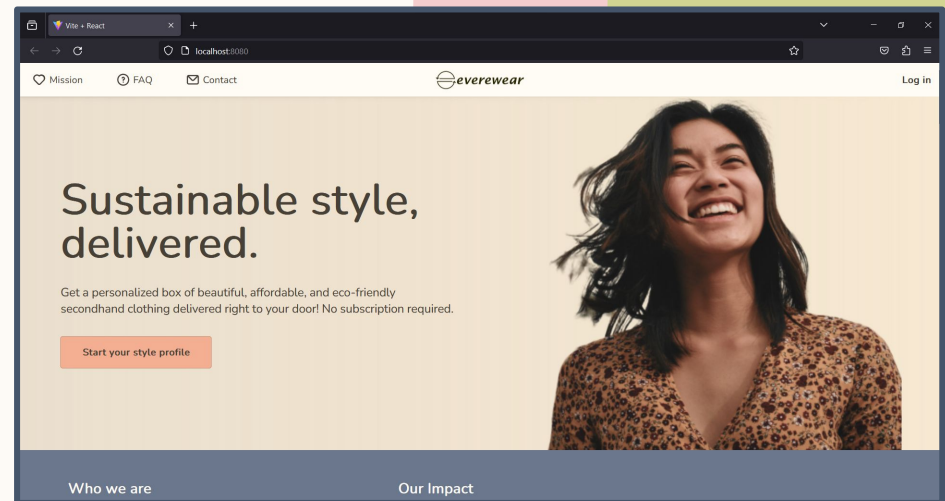 Vite + React
localhost:8080
Mission
FAQ
Contact
everewear
Log in
Sustainable style,
delivered.
Get a personalized box of beautiful, affordable, and eco-friendly
secondhand clothing delivered right to your door! No subscription required.
Start your style profile
Who we are
Our Impact